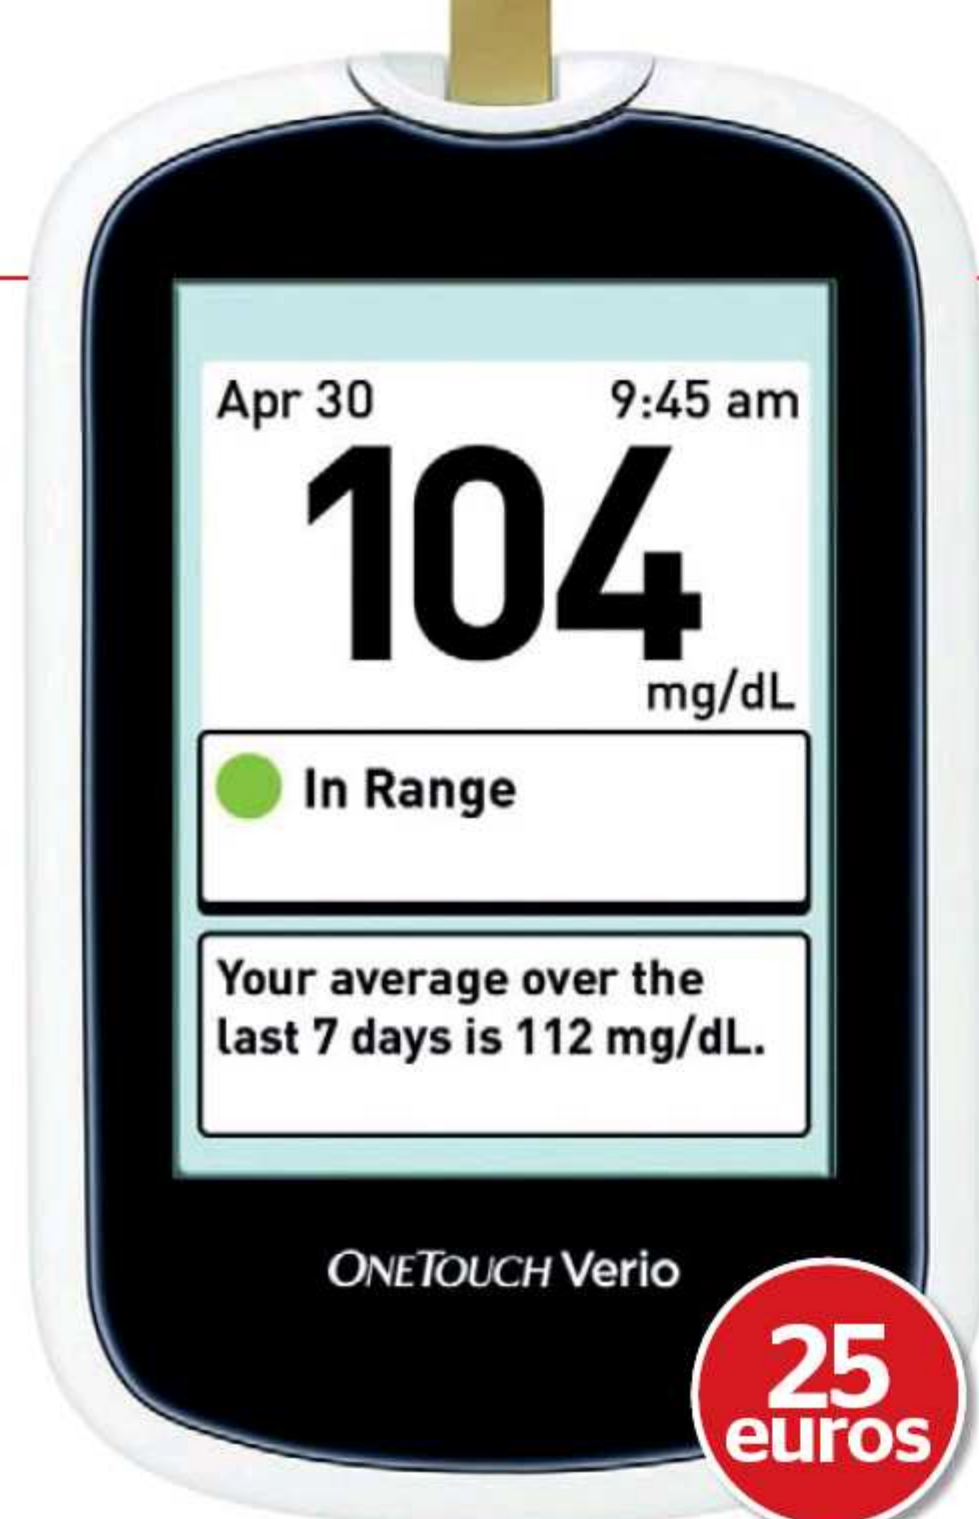 Apr 30 9:45 am
104
mg/dL
In Range
Your average over the
last 7 days is 112 mg/dL.
ONETOUCH Verio
25
euros